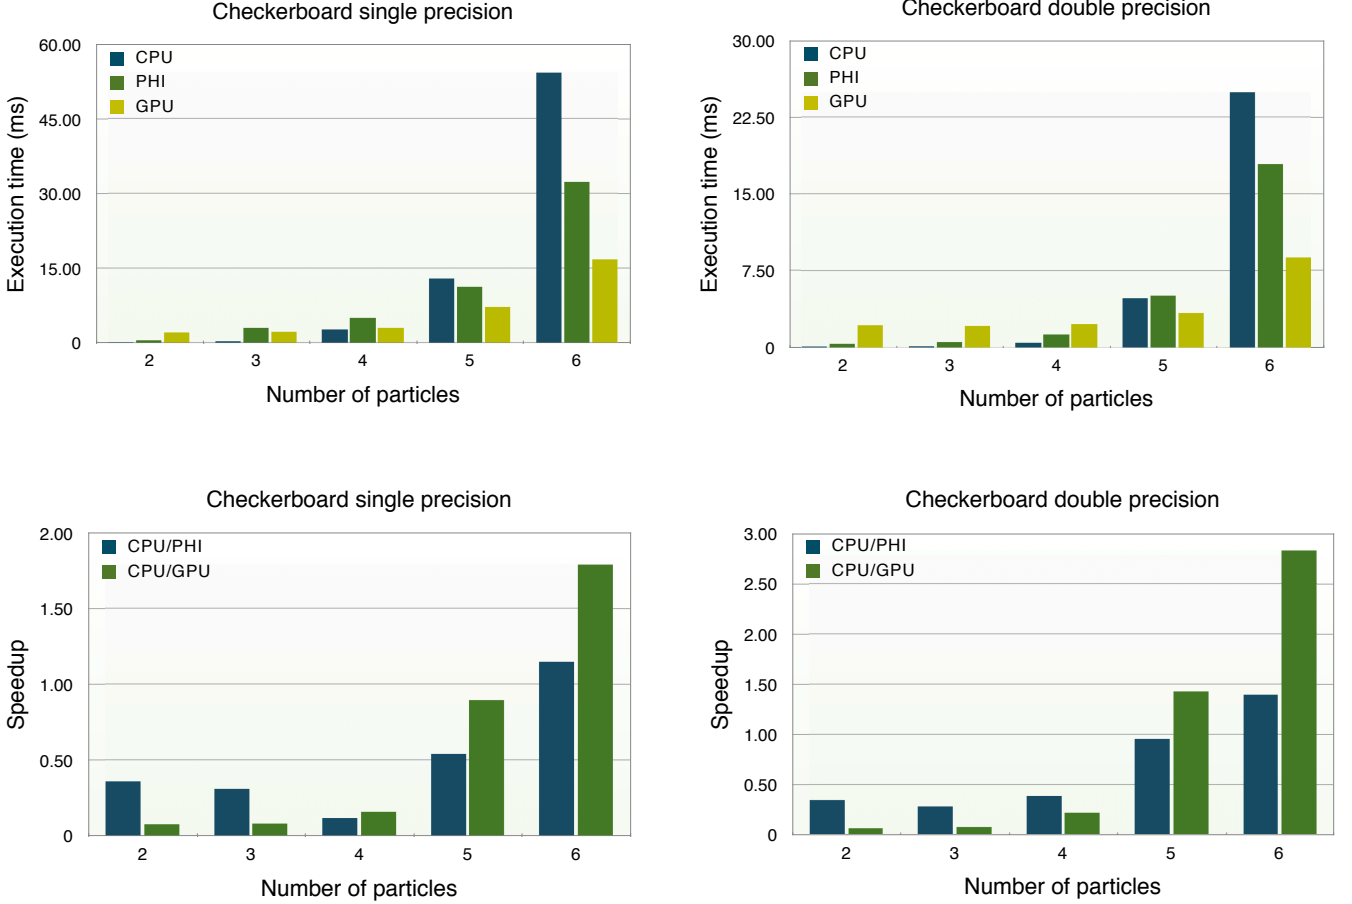 Checkerboard single precision
60.00
45.00
30.00
15.00
0
Execution time (ms)
CPU
PHI
GPU
2 3 4 5 6
Number of particles
Checkerboard double precision
30.00
22.50
15.00
7.50
0
Execution time (ms)
CPU
PHI
GPU
2 3 4 5 6
Number of particles
Checkerboard single precision
2.00
1.50
1.00
0.50
0
Speedup
CPU/PHI
CPU/GPU
2 3 4 5 6
Number of particles
Checkerboard double precision
3.00
2.50
2.00
1.50
1.00
0.50
0
Speedup
CPU/PHI
CPU/GPU
2 3 4 5 6
Number of particles